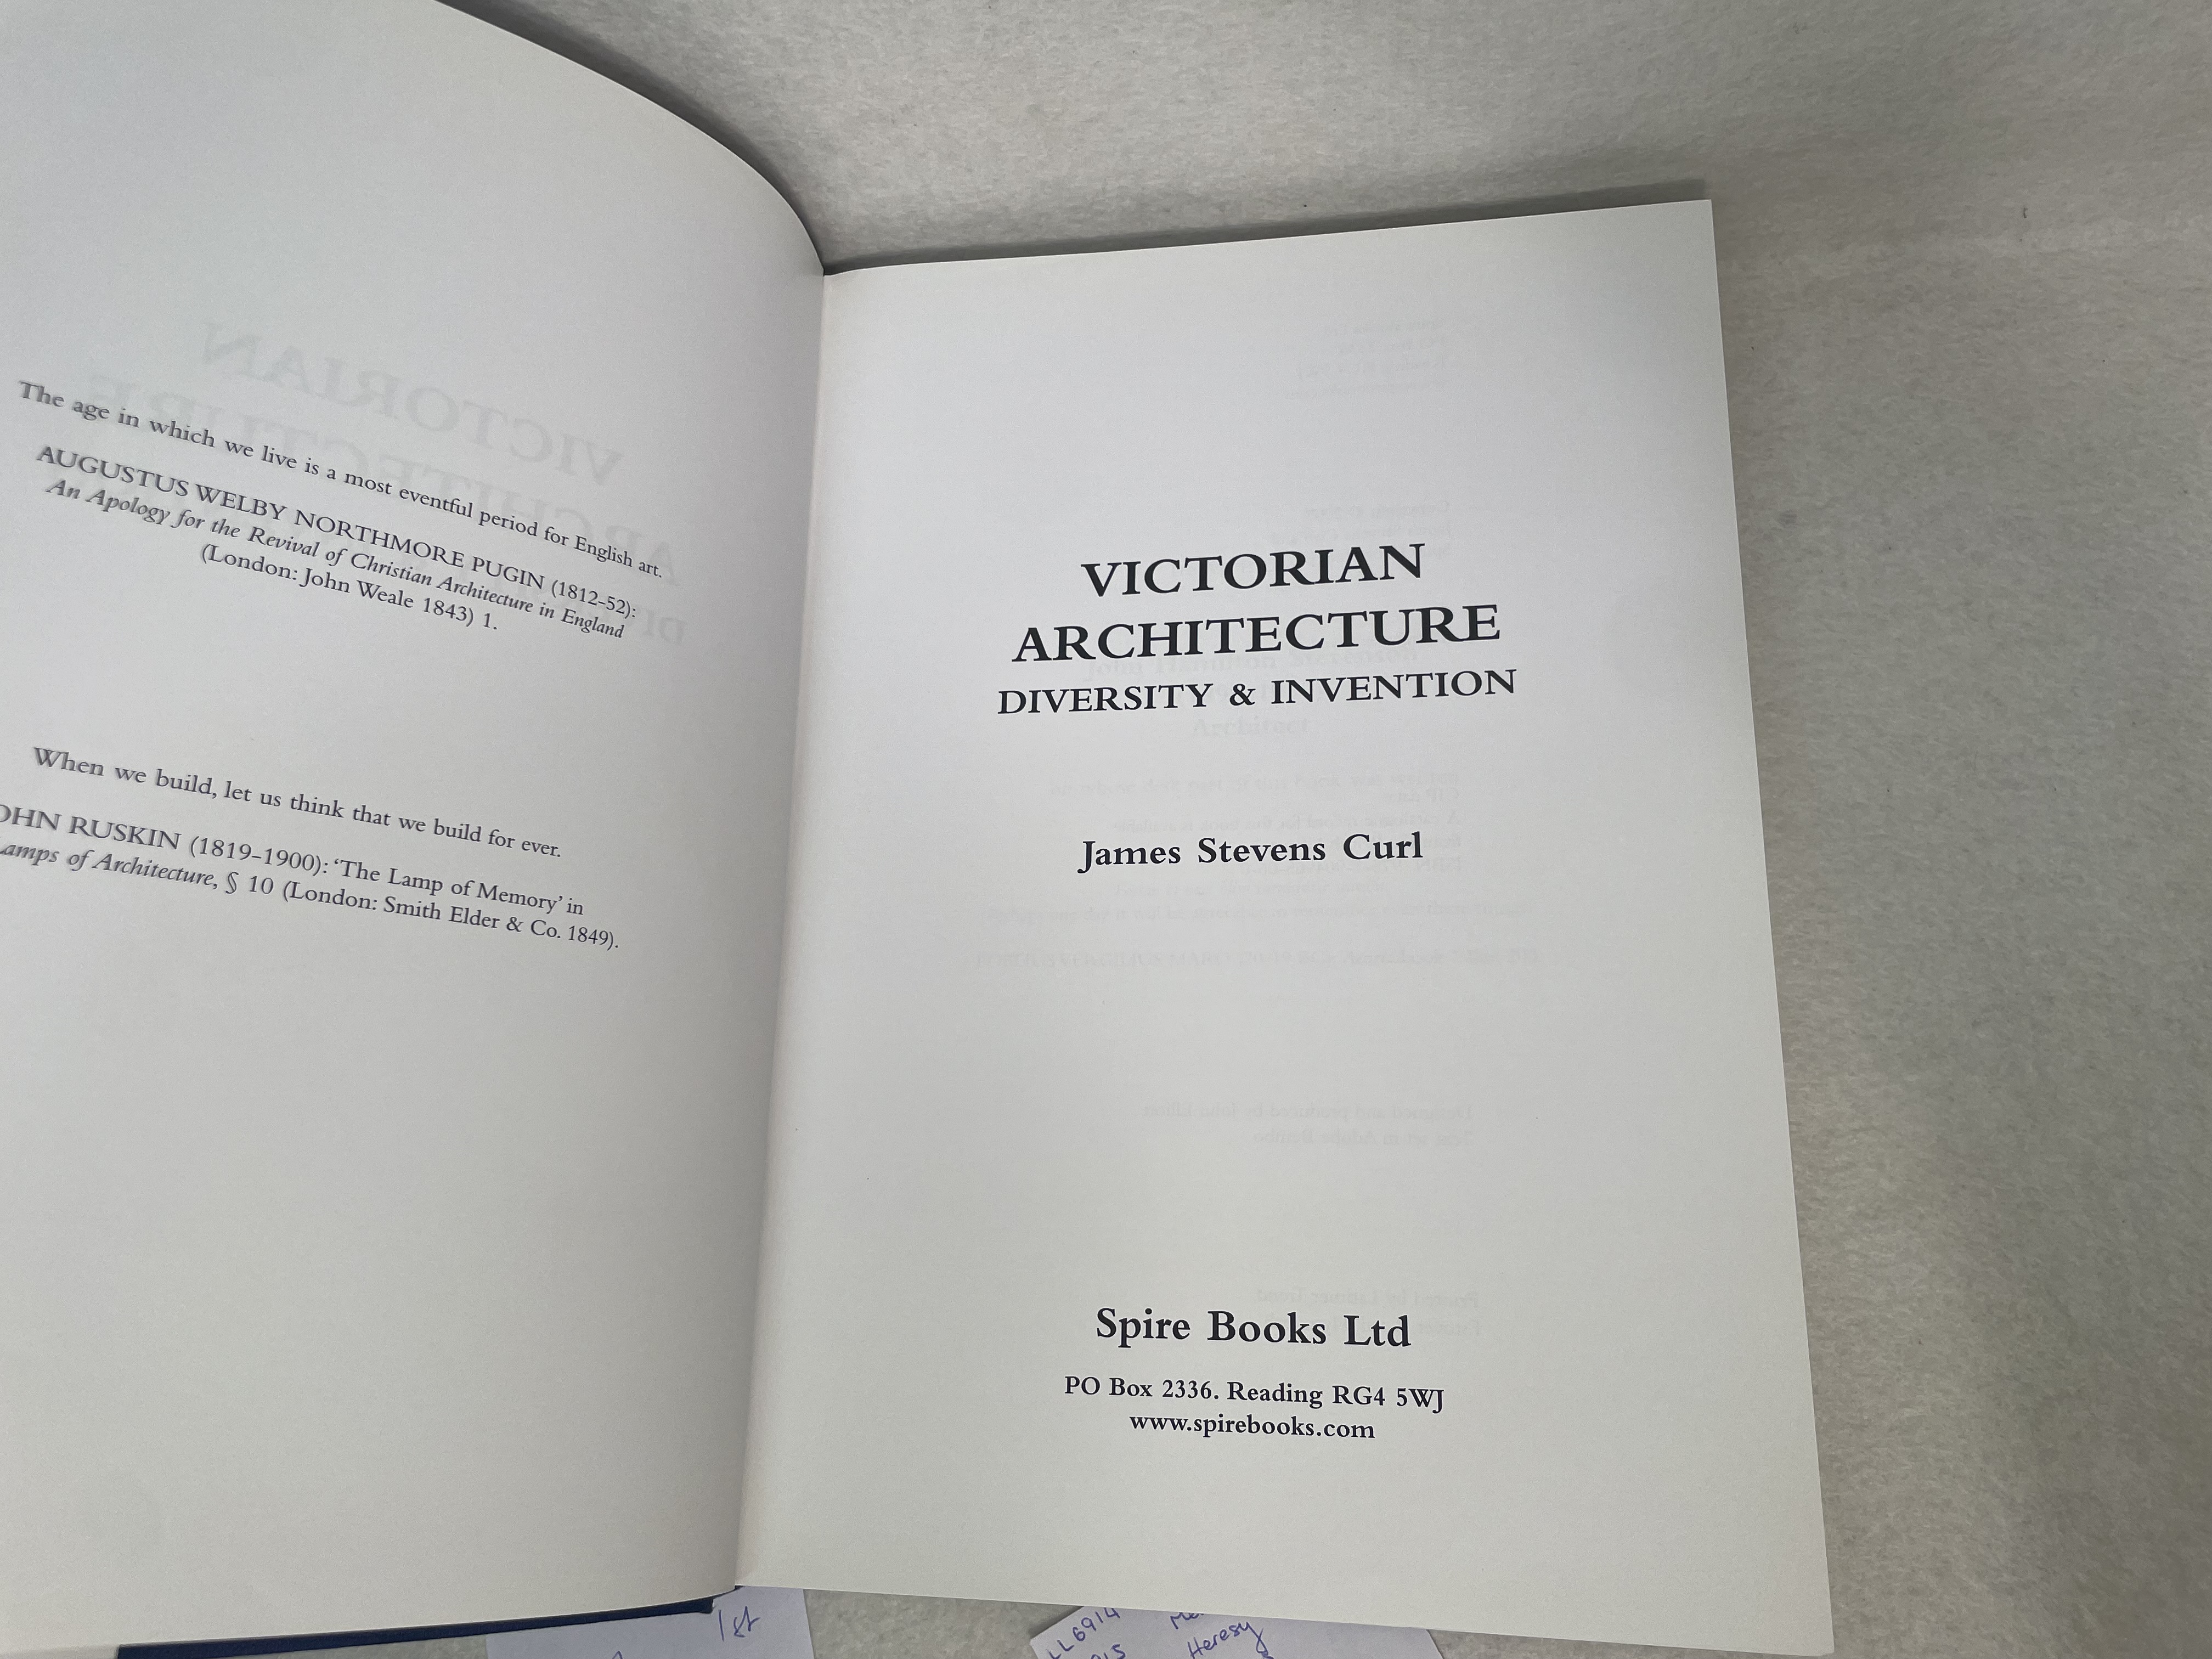 The age in which we live is a most eventful period for English art.
AUGUSTUS WELBY NORTHMORE PUGIN (1812-52):
An Apology for the Revival of Christian Architecture in England
(London: John Weale 1843) 1.
When we build, let us think that we build for ever.
OHN RUSKIN (1819-1900): ‘The Lamp of Memory’ in
amps of Architecture, § 10 (London: Smith Elder & Co. 1849).
VICTORIAN
ARCHITECTURE
DIVERSITY & INVENTION
James Stevens Curl
Spire Books Ltd
PO Box 2336. Reading RG4 5WJ
www.spirebooks.com
1st
LL6914
Heresy